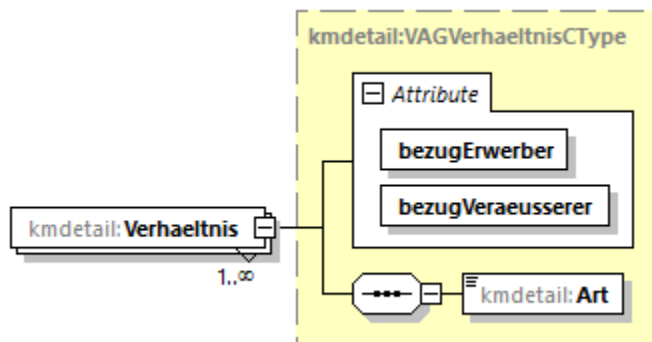 kmdetail:VAGVerhaeltnisCType
Attribute
bezugErwerber
bezugVeraeusserer
kmdetail:Verhaeltnis
1..∞
kmdetail:Art